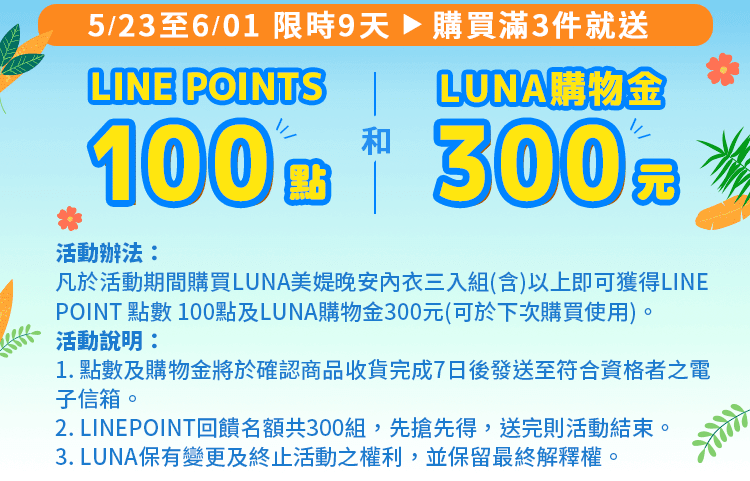 5/23至6/01 限時9天 ▶ 購買滿3件就送
LINE POINTS
100點
和
LUNA購物金
300元
活動辦法：
凡於活動期間購買LUNA美媞晚安內衣三入組(含)以上即可獲得LINE
POINT 點數 100點及LUNA購物金300元(可於下次購買使用)。
活動說明：
1. 點數及購物金將於確認商品收貨完成7日後發送至符合資格者之電
子信箱。
2. LINEPOINT回饋名額共300組，先搶先得，送完則活動結束。
3. LUNA保有變更及終止活動之權利，並保留最終解釋權。